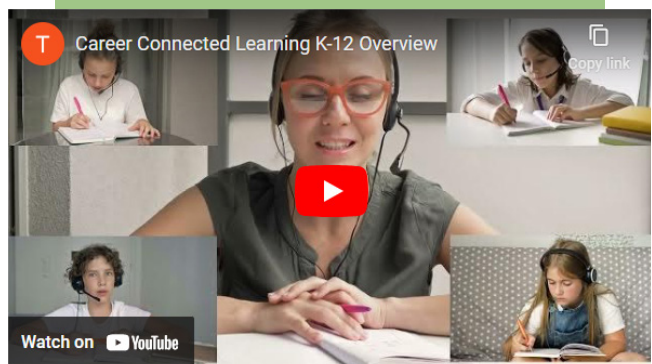 T
Career Connected Learning K-12 Overview
Copy link
Watch on YouTube